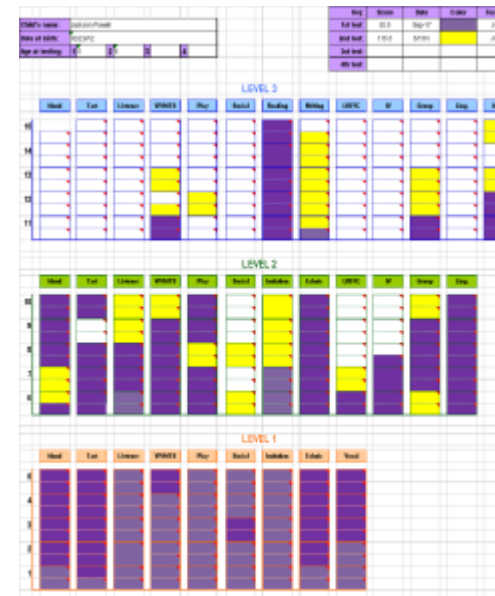 Key Score Date Color
Child's name:
1st test
Date of birth:
2nd test
Age at testing: 1 2 3 4
3rd test
4th test
LEVEL 3
Mand Tact Listener VP/MTS Play Social Reading Writing LRFFC IV Group Ling.
15
14
13
12
11
LEVEL 2
Mand Tact Listener VP/MTS Play Social Imitation Echoic LRFFC IV Group Ling.
10
9
8
7
6
LEVEL 1
Mand Tact Listener VP/MTS Play Social Imitation Echoic Vocal
5
4
3
2
1